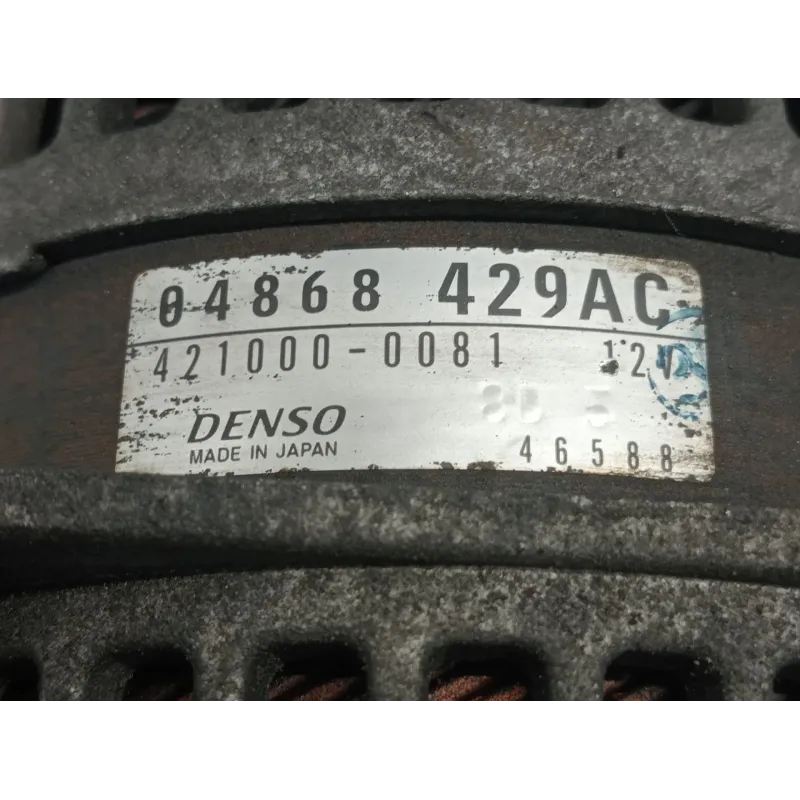 04868 429AC
421000-0081 12V
DENSO
MADE IN JAPAN 46588